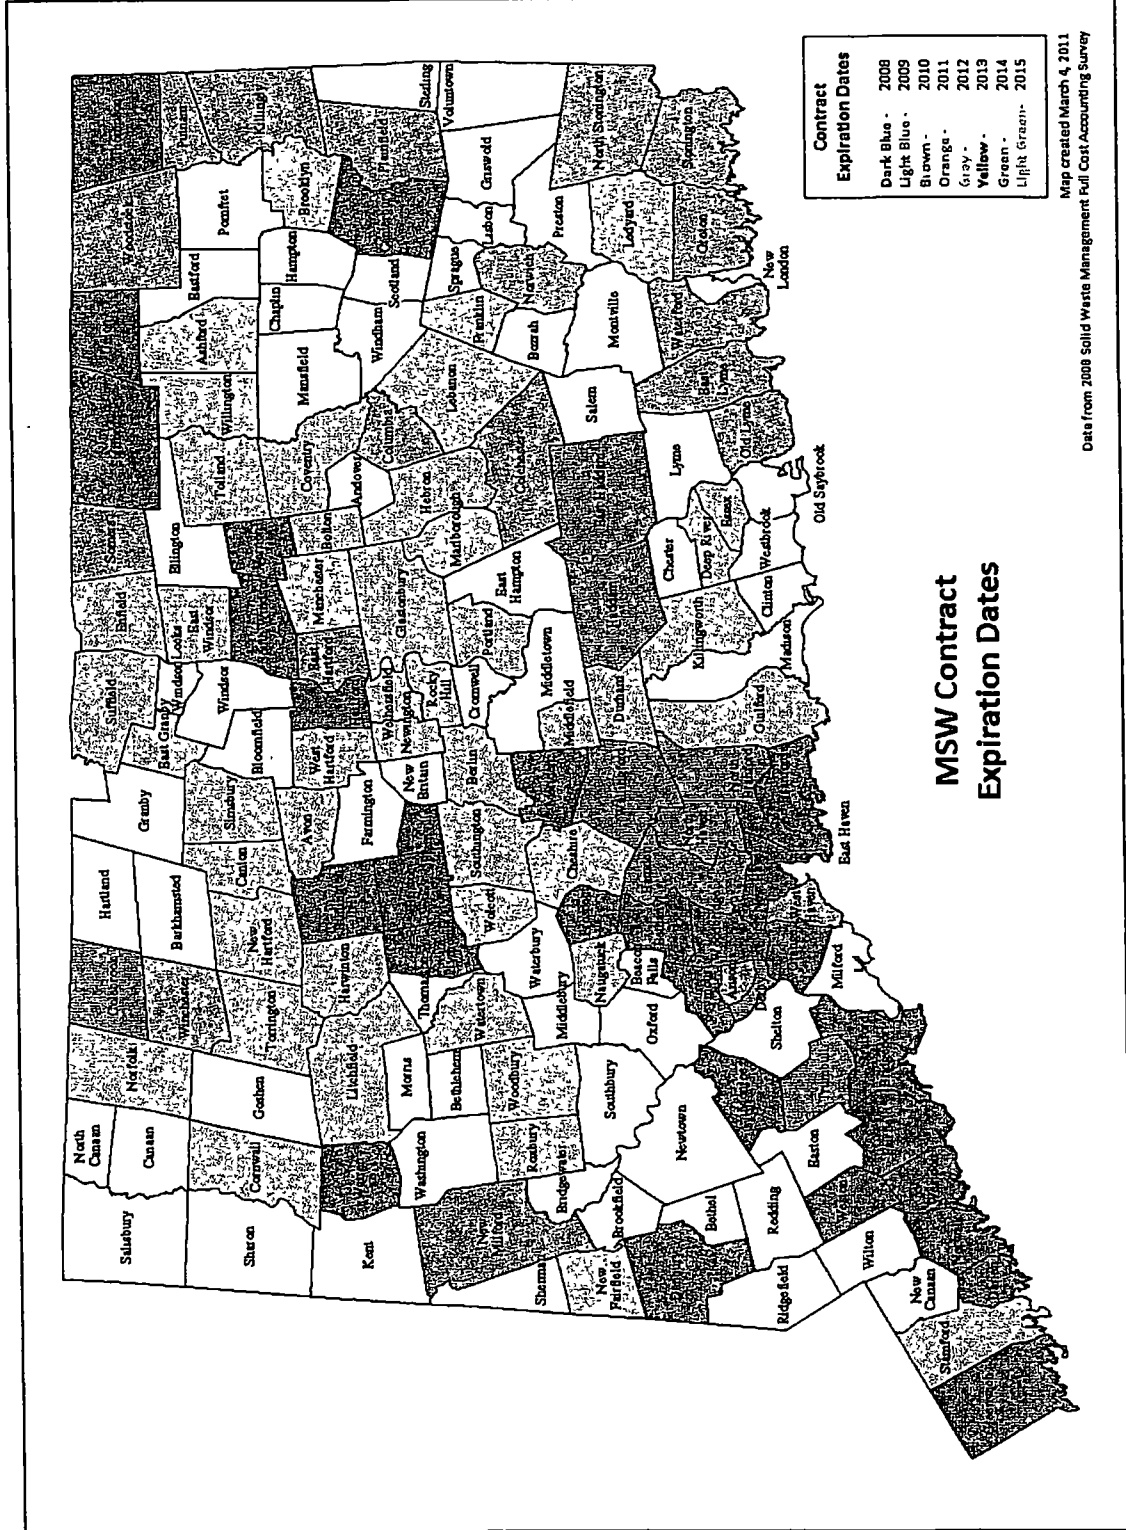 MSW Contract
Expiration Dates
Contract
Expiration Dates
Dark Blue - 2008
Light Blue - 2009
Brown - 2010
Orange - 2011
Gray - 2012
Yellow - 2013
Green - 2014
Light Green - 2015
Map created March 4, 2011
Data from 2008 Solid Waste Management Full Cost Accounting Survey
Salisbury
North
Canaan
Canaan
Norfolk
Colebrook
Hartland
Granby
Suffield
Enfield
Somers
Woodstock
Putnam
Sharon
Cornwall
Goshen
Torrington
Winchester
Barkhamsted
New
Hartford
Canton
Simsbury
East Granby
Windsor
Locks
East
Windsor
Windsor
Bloomfield
Ellington
Tolland
Willington
Ashford
Eastford
Pomfret
Killingly
Brooklyn
Hampton
Chaplin
Mansfield
Coventry
Kent
Warren
Litchfield
Harwinton
Avon
West
Hartford
East
Hartford
Manchester
Bolton
Andover
Columbia
Windham
Scotland
Canterbury
Plainfield
Sterling
Voluntown
Washington
Morris
Bethlehem
Watertown
Farmington
New
Britain
Newington
Wethersfield
Rocky
Hill
Glastonbury
Hebron
Marlborough
Lebanon
Franklin
Sprague
Lisbon
Griswold
New
Milford
Sherman
Roxbury
Bridgewater
Woodbury
Southbury
Middlebury
Waterbury
Wolcott
Southington
Berlin
Cromwell
Portland
East
Hampton
Colchester
Bozrah
Norwich
Preston
North Stonington
New
Fairfield
Brookfield
Newtown
Oxford
Naugatuck
Beacon
Falls
Cheshire
Middletown
Middlefield
Durham
Salem
Montville
Ledyard
Stonington
Groton
Bethel
Redding
Ridgefield
Easton
Shelton
Milford
West
Haven
East Haven
Guilford
Madison
Killingworth
Clinton
Chester
Deep River
Essex
Westbrook
Old Saybrook
Lyme
Old Lyme
East
Lyme
Waterford
New
London
Wilton
Weston
New
Canaan
Stamford